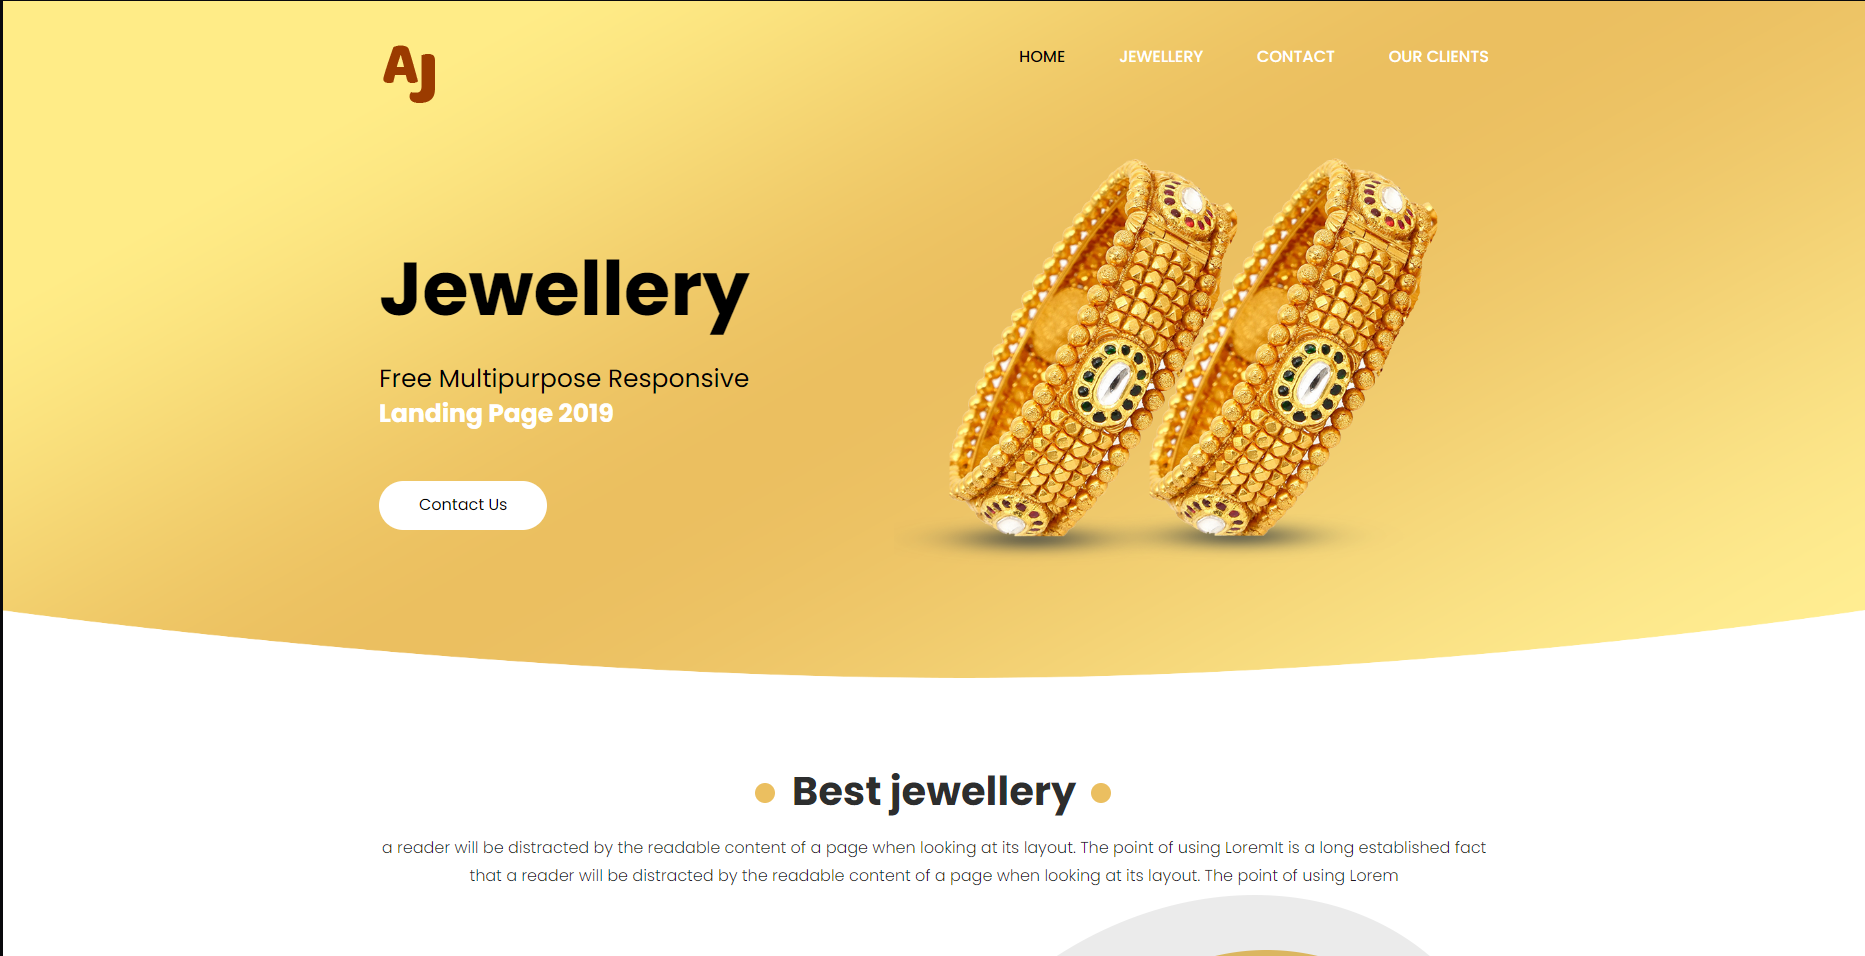 AJ
HOME JEWELLERY CONTACT OUR CLIENTS
Jewellery
Free Multipurpose Responsive
Landing Page 2019
Contact Us
Best jewellery
a reader will be distracted by the readable content of a page when looking at its layout. The point of using LoremIt is a long established fact
that a reader will be distracted by the readable content of a page when looking at its layout. The point of using Lorem